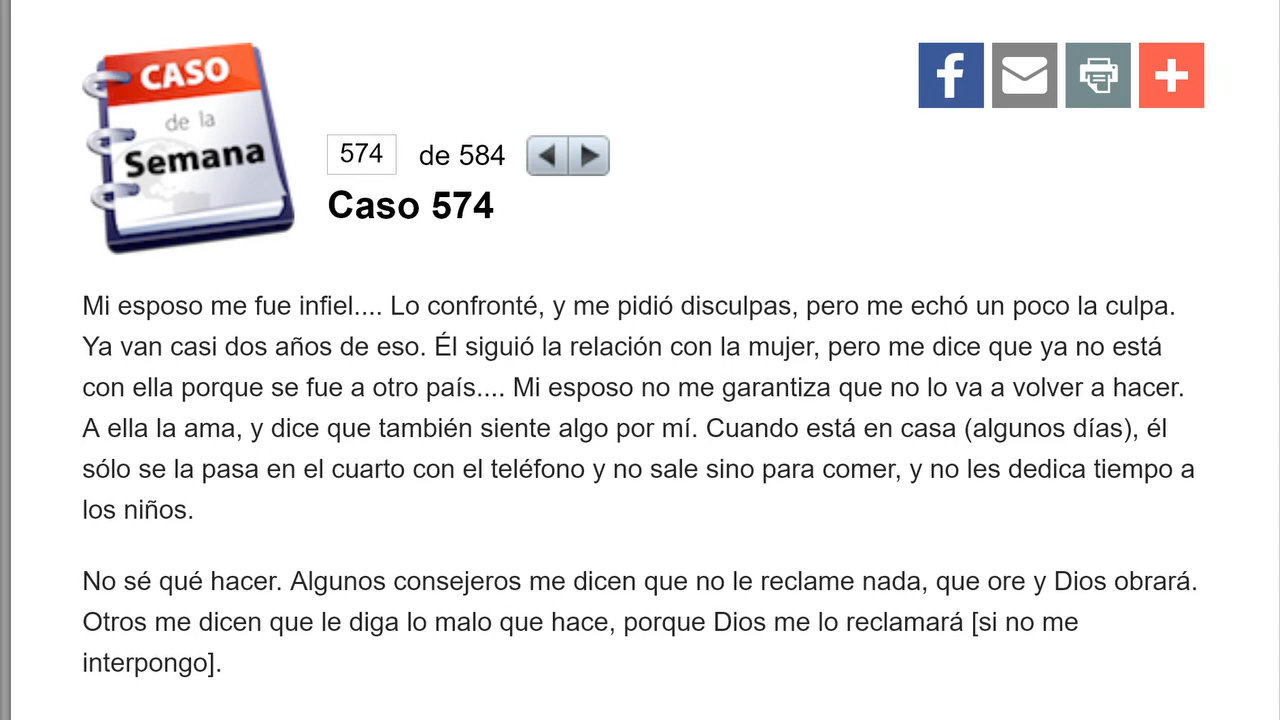 CASO
de la
Semana
574 de 584
Caso 574
Mi esposo me fue infiel.... Lo confronté, y me pidió disculpas, pero me echó un poco la culpa.
Ya van casi dos años de eso. Él siguió la relación con la mujer, pero me dice que ya no está
con ella porque se fue a otro país.... Mi esposo no me garantiza que no lo va a volver a hacer.
A ella la ama, y dice que también siente algo por mí. Cuando está en casa (algunos días), él
sólo se la pasa en el cuarto con el teléfono y no sale sino para comer, y no les dedica tiempo a
los niños.
No sé qué hacer. Algunos consejeros me dicen que no le reclame nada, que ore y Dios obrará.
Otros me dicen que le diga lo malo que hace, porque Dios me lo reclamará [si no me
interpongo].